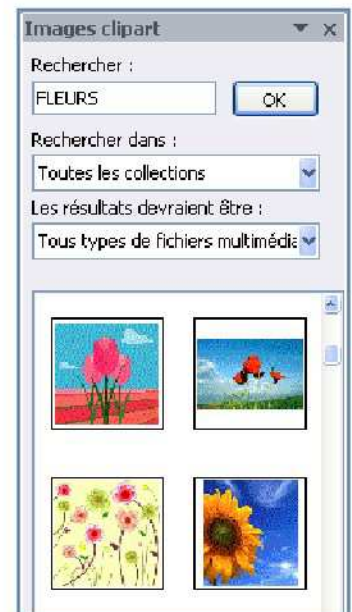 Images clipart
Rechercher :
FLEURS OK
Rechercher dans :
Toutes les collections
Les résultats devraient être :
Tous types de fichiers multimédia